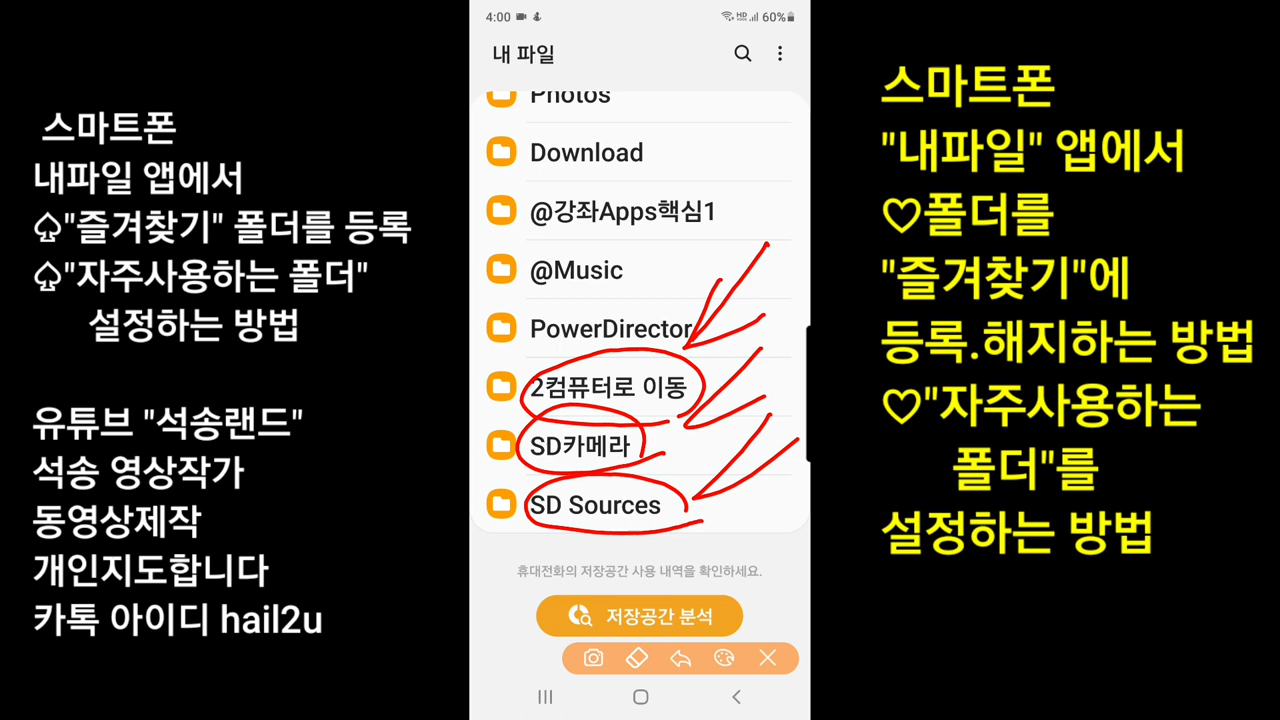 스마트폰
내파일 앱에서
♤"즐겨찾기" 폴더를 등록
♤"자주사용하는 폴더"
설정하는 방법
유튜브 "석송랜드"
석송 영상작가
동영상제작
개인지도합니다
카톡 아이디 hail2u
4:00 HD 60%
내 파일
Photos
Download
@강좌Apps핵심1
@Music
PowerDirector
2컴퓨터로 이동
SD카메라
SD Sources
휴대전화의 저장공간 사용 내역을 확인하세요.
저장공간 분석
스마트폰
"내파일" 앱에서
♡폴더를
"즐겨찾기"에
등록.해지하는 방법
♡"자주사용하는
폴더"를
설정하는 방법